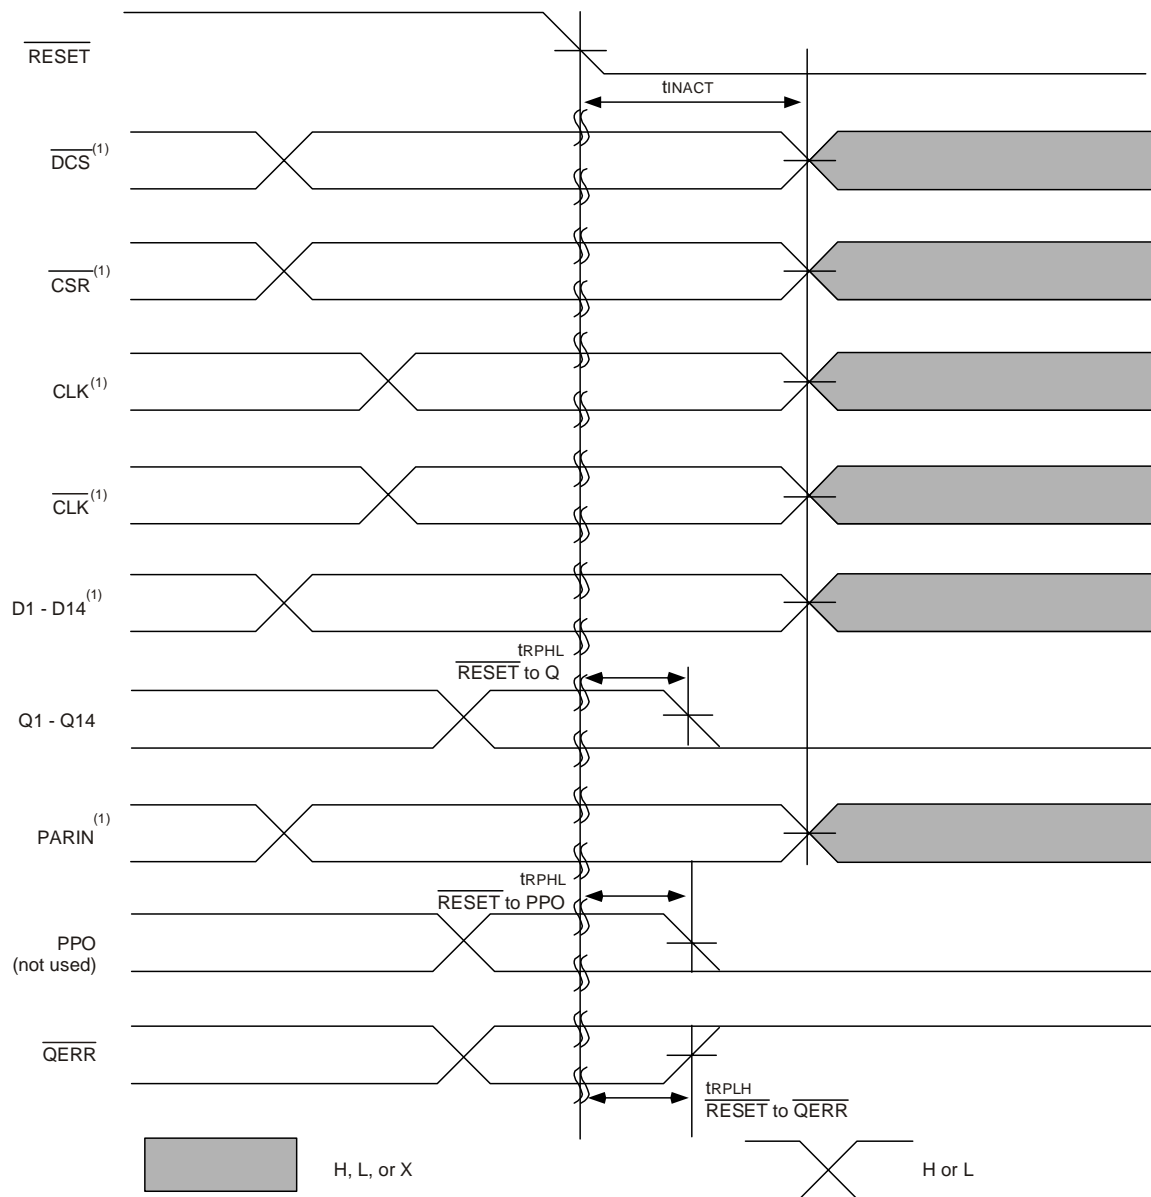 RESET
tINACT
DCS(1)
CSR(1)
CLK(1)
CLK(1)
D1 - D14(1)
tRPHL
RESET to Q
Q1 - Q14
PARIN(1)
tRPHL
RESET to PPO
PPO
(not used)
QERR
tRPLH
RESET to QERR
H, L, or X
H or L